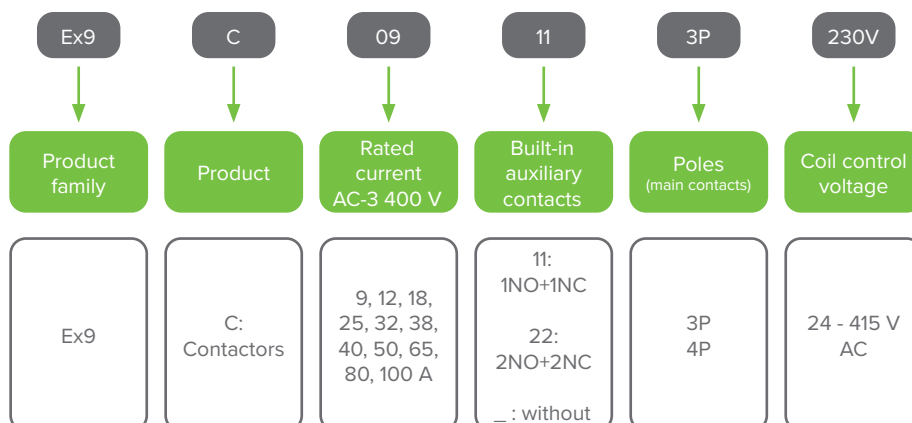 Ex9 C 09 11 3P 230V
Product
family
Product
Rated
current
AC-3 400 V
Built-in
auxiliary
contacts
Poles
(main contacts)
Coil control
voltage
Ex9
C:
Contactors
9, 12, 18,
25, 32, 38,
40, 50, 65,
80, 100 A
11:
1NO+1NC
22:
2NO+2NC
_ : without
3P
4P
24 - 415 V
AC